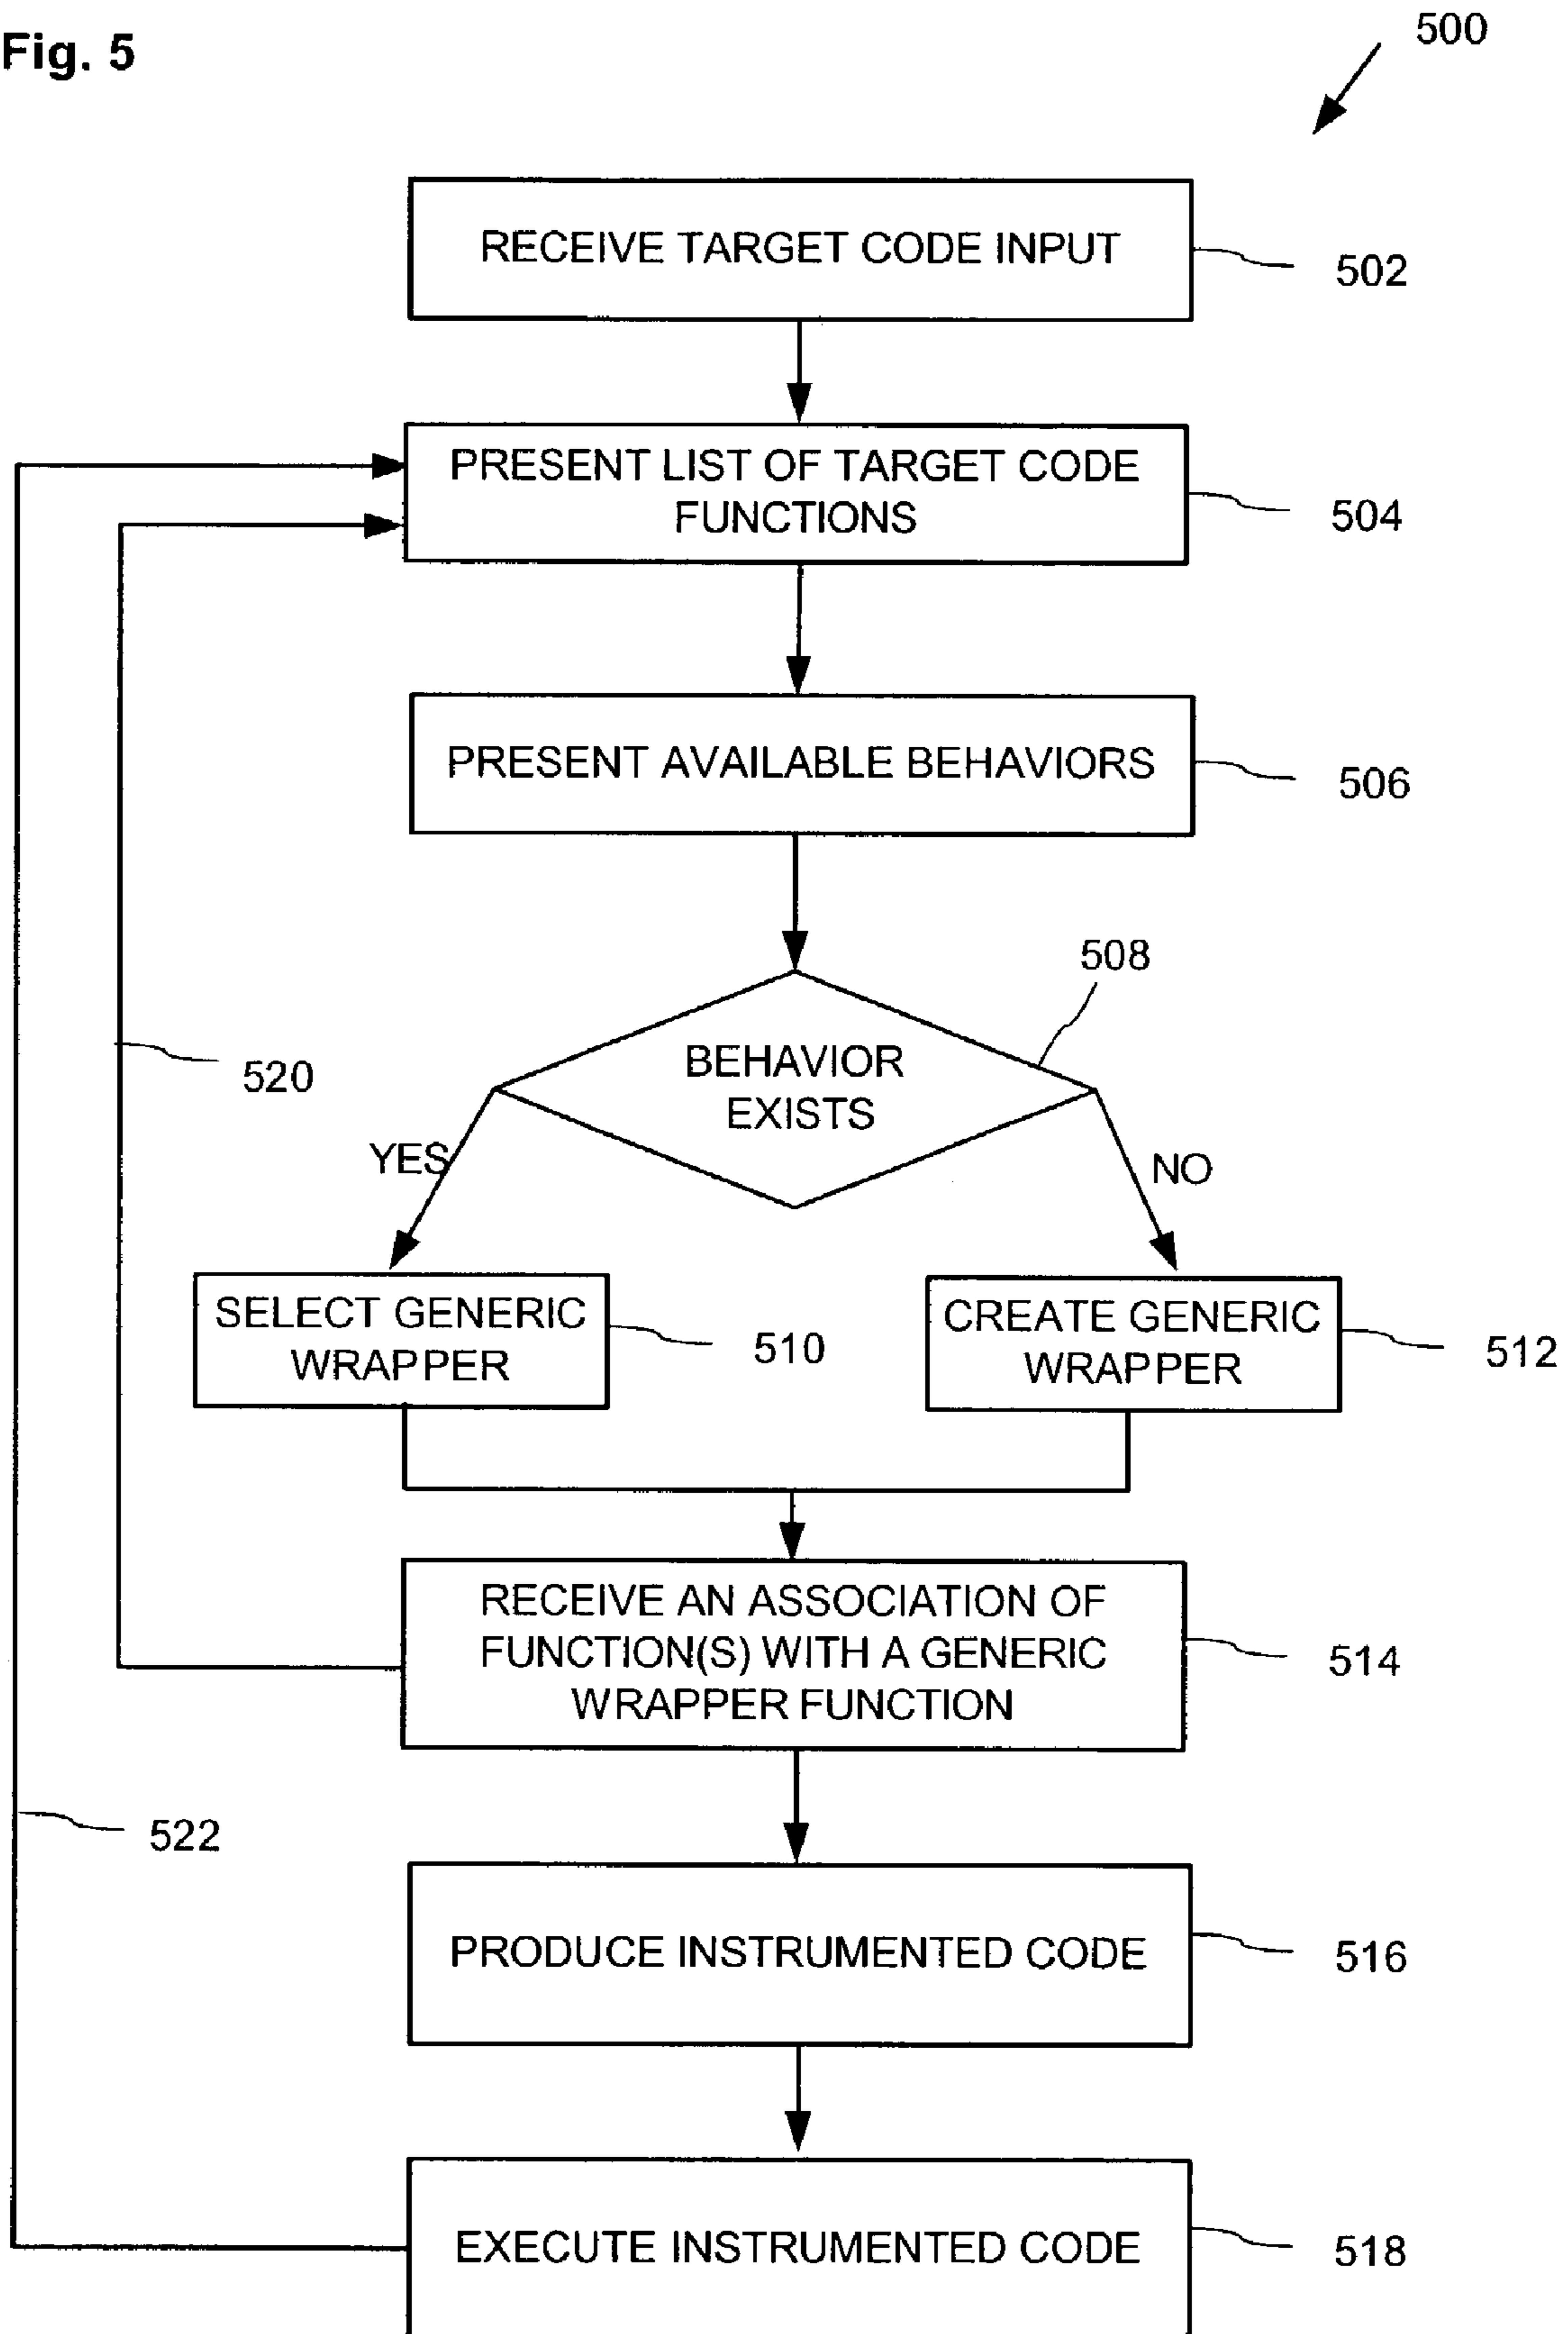 Fig. 5
500
RECEIVE TARGET CODE INPUT
502
PRESENT LIST OF TARGET CODE
FUNCTIONS
504
PRESENT AVAILABLE BEHAVIORS
506
508
BEHAVIOR
EXISTS
520
YES
NO
SELECT GENERIC
WRAPPER
510
CREATE GENERIC
WRAPPER
512
RECEIVE AN ASSOCIATION OF
FUNCTION(S) WITH A GENERIC
WRAPPER FUNCTION
514
522
PRODUCE INSTRUMENTED CODE
516
EXECUTE INSTRUMENTED CODE
518